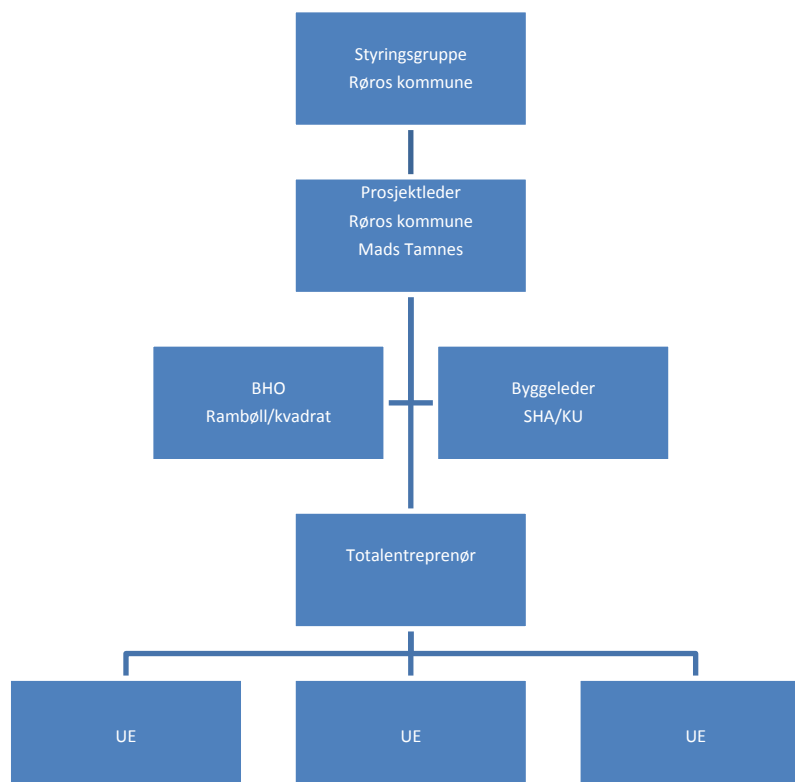 Styringsgruppe
Røros kommune
Prosjektleder
Røros kommune
Mads Tamnes
BHO
Rambøll/kvadrat
Byggeleder
SHA/KU
Totalentreprenør
UE
UE
UE